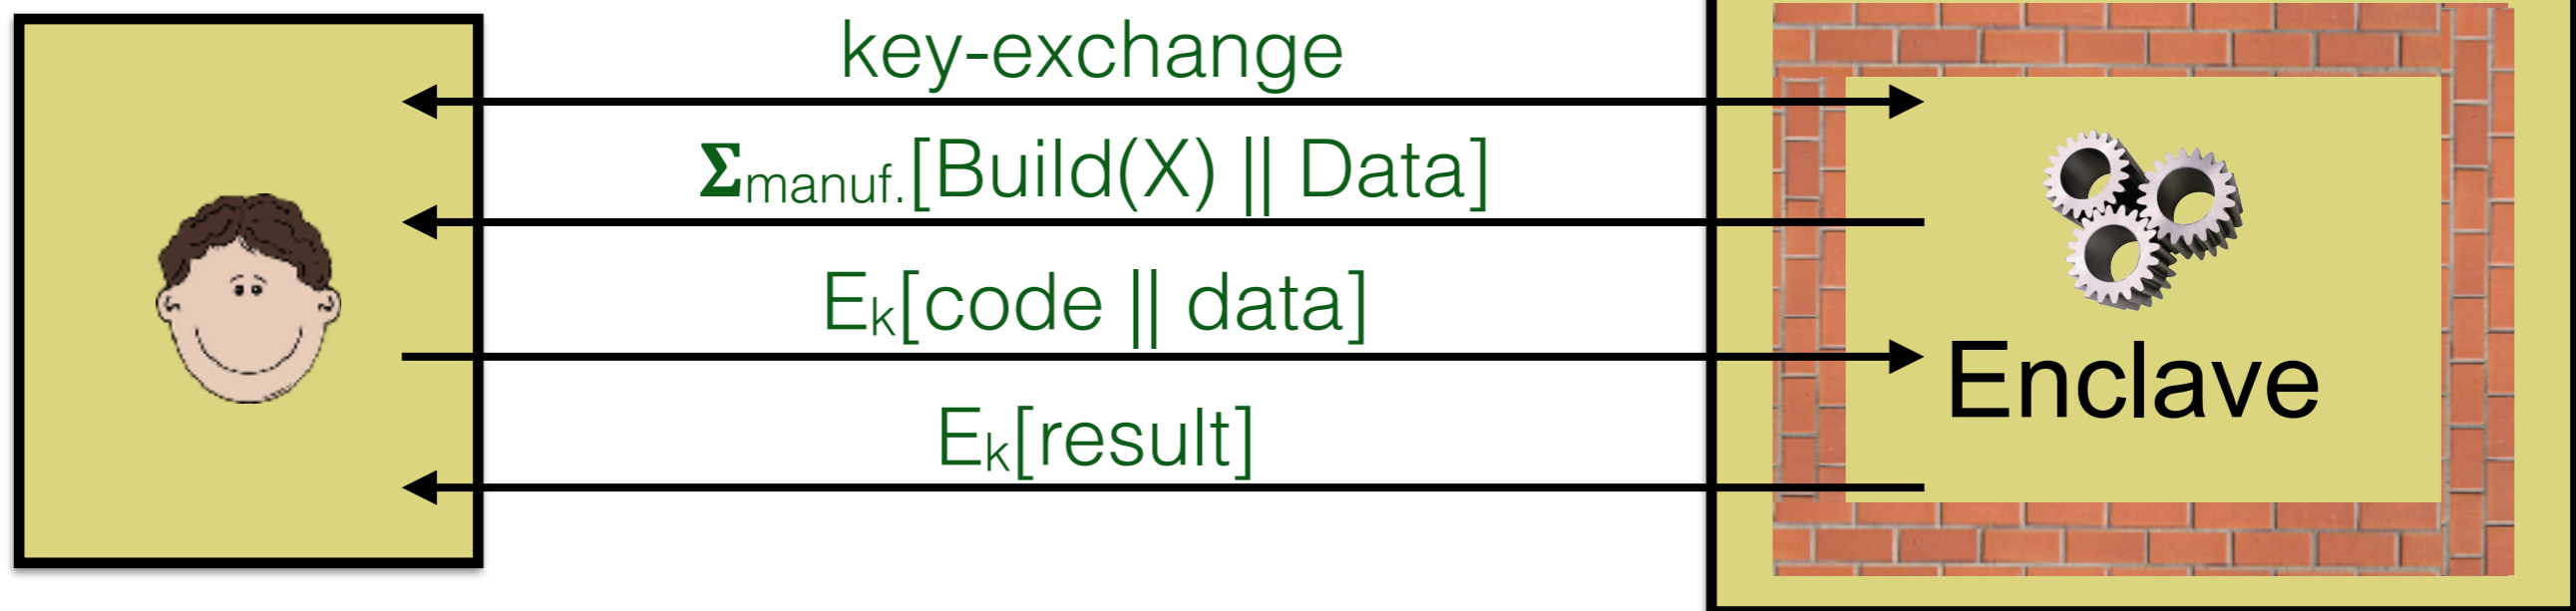 key-exchange
Σmanuf.[Build(X) || Data]
Ek[code || data]
Enclave
Ek[result]